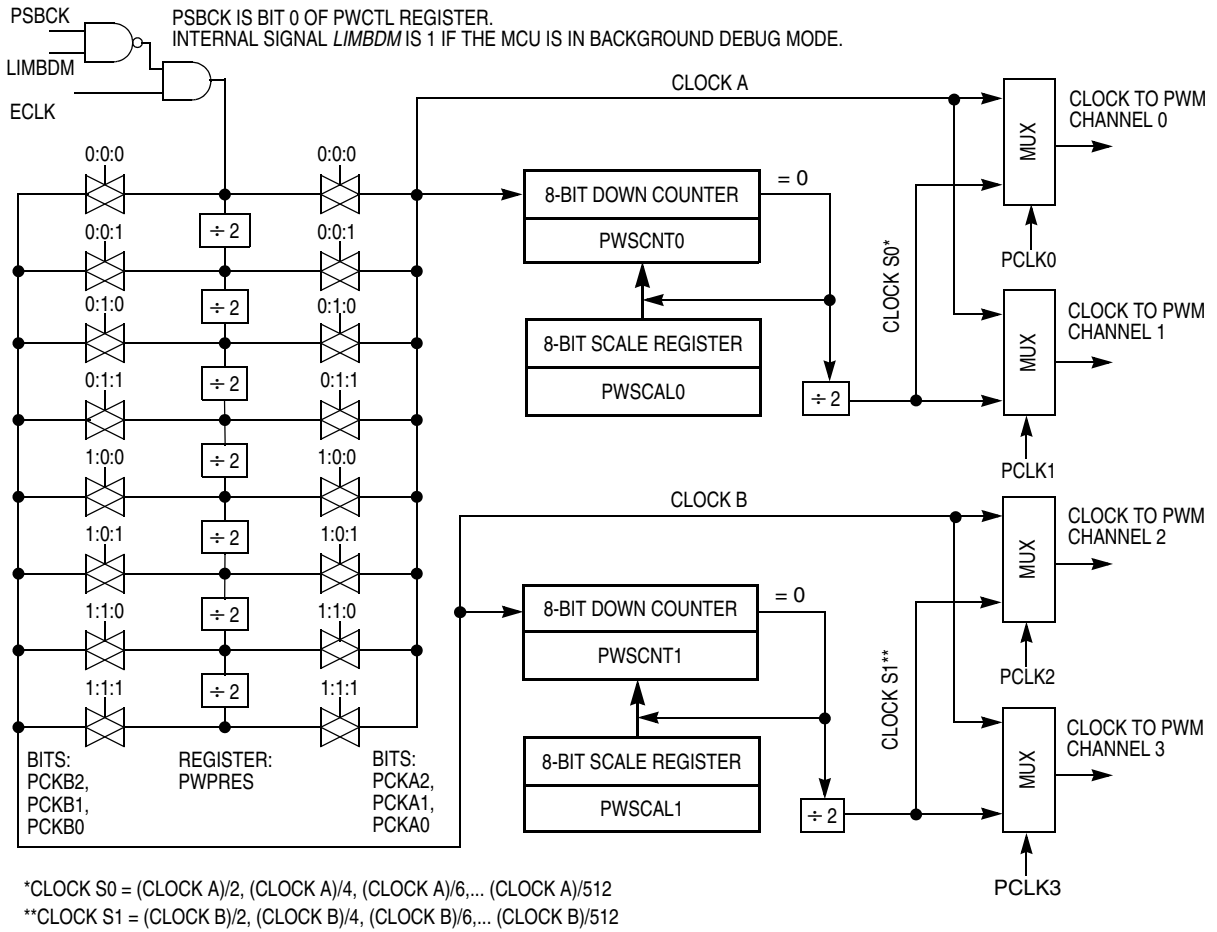 PSBCK
PSBCK IS BIT 0 OF PWCTL REGISTER.
INTERNAL SIGNAL LIMBDM IS 1 IF THE MCU IS IN BACKGROUND DEBUG MODE.
LIMBDM
ECLK
CLOCK A
CLOCK TO PWM
CHANNEL 0
MUX
PCLK0
0:0:0
0:0:0
÷ 2
0:0:1
0:0:1
÷ 2
0:1:0
0:1:0
÷ 2
0:1:1
0:1:1
÷ 2
1:0:0
1:0:0
÷ 2
1:0:1
1:0:1
÷ 2
1:1:0
1:1:0
÷ 2
1:1:1
1:1:1
8-BIT DOWN COUNTER
= 0
PWSCNT0
8-BIT SCALE REGISTER
PWSCAL0
÷ 2
CLOCK S0*
CLOCK TO PWM
CHANNEL 1
MUX
PCLK1
CLOCK B
CLOCK TO PWM
CHANNEL 2
MUX
PCLK2
8-BIT DOWN COUNTER
= 0
PWSCNT1
8-BIT SCALE REGISTER
PWSCAL1
÷ 2
CLOCK S1**
CLOCK TO PWM
CHANNEL 3
MUX
PCLK3
BITS:
PCKB2,
PCKB1,
PCKB0
REGISTER:
PWPRES
BITS:
PCKA2,
PCKA1,
PCKA0
*CLOCK S0 = (CLOCK A)/2, (CLOCK A)/4, (CLOCK A)/6,... (CLOCK A)/512
**CLOCK S1 = (CLOCK B)/2, (CLOCK B)/4, (CLOCK B)/6,... (CLOCK B)/512